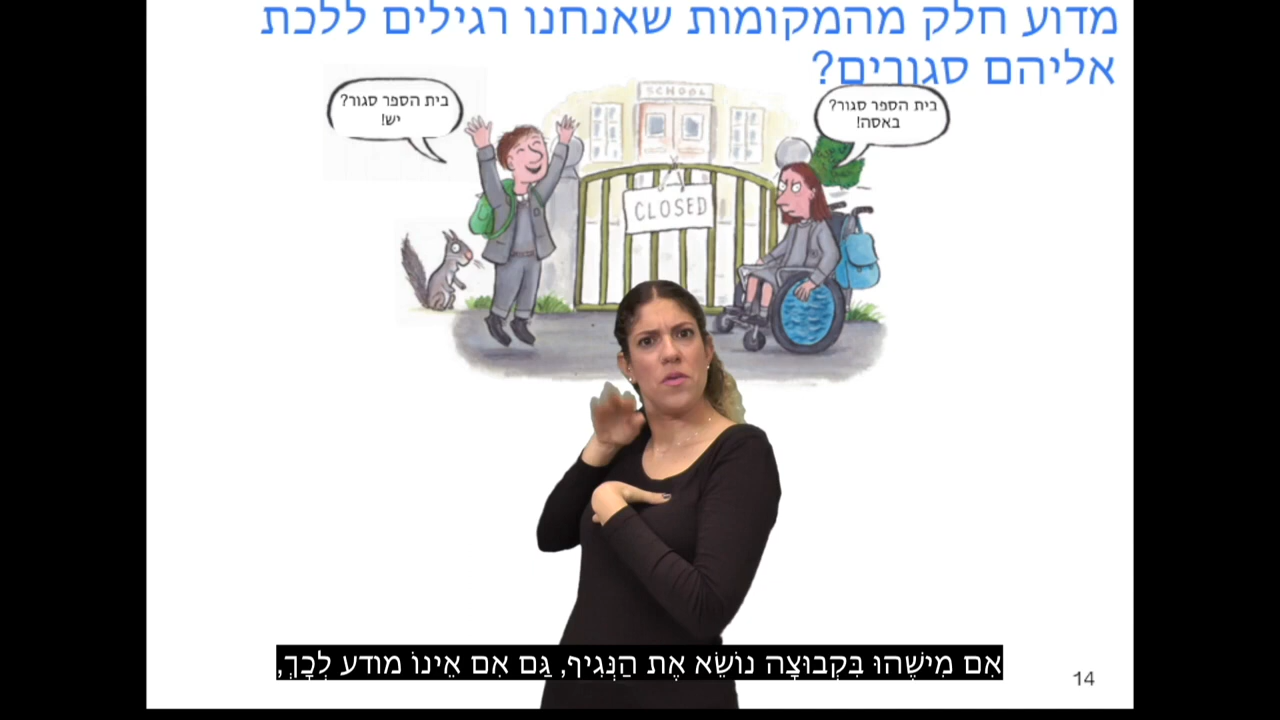 מדוע חלק מהמקומות שאנחנו רגילים ללכת
אליהם סגורים?
בית הספר סגור?
באסה!
בית הספר סגור?
יש!
SCHOOL
CLOSED
אִם מִישֶׁהוּ בִּקְבוּצָה נוֹשֵׂא אֶת הַנְּגִיף, גַּם אִם אֵינוֹ מוּדע לְכָךְ,
14